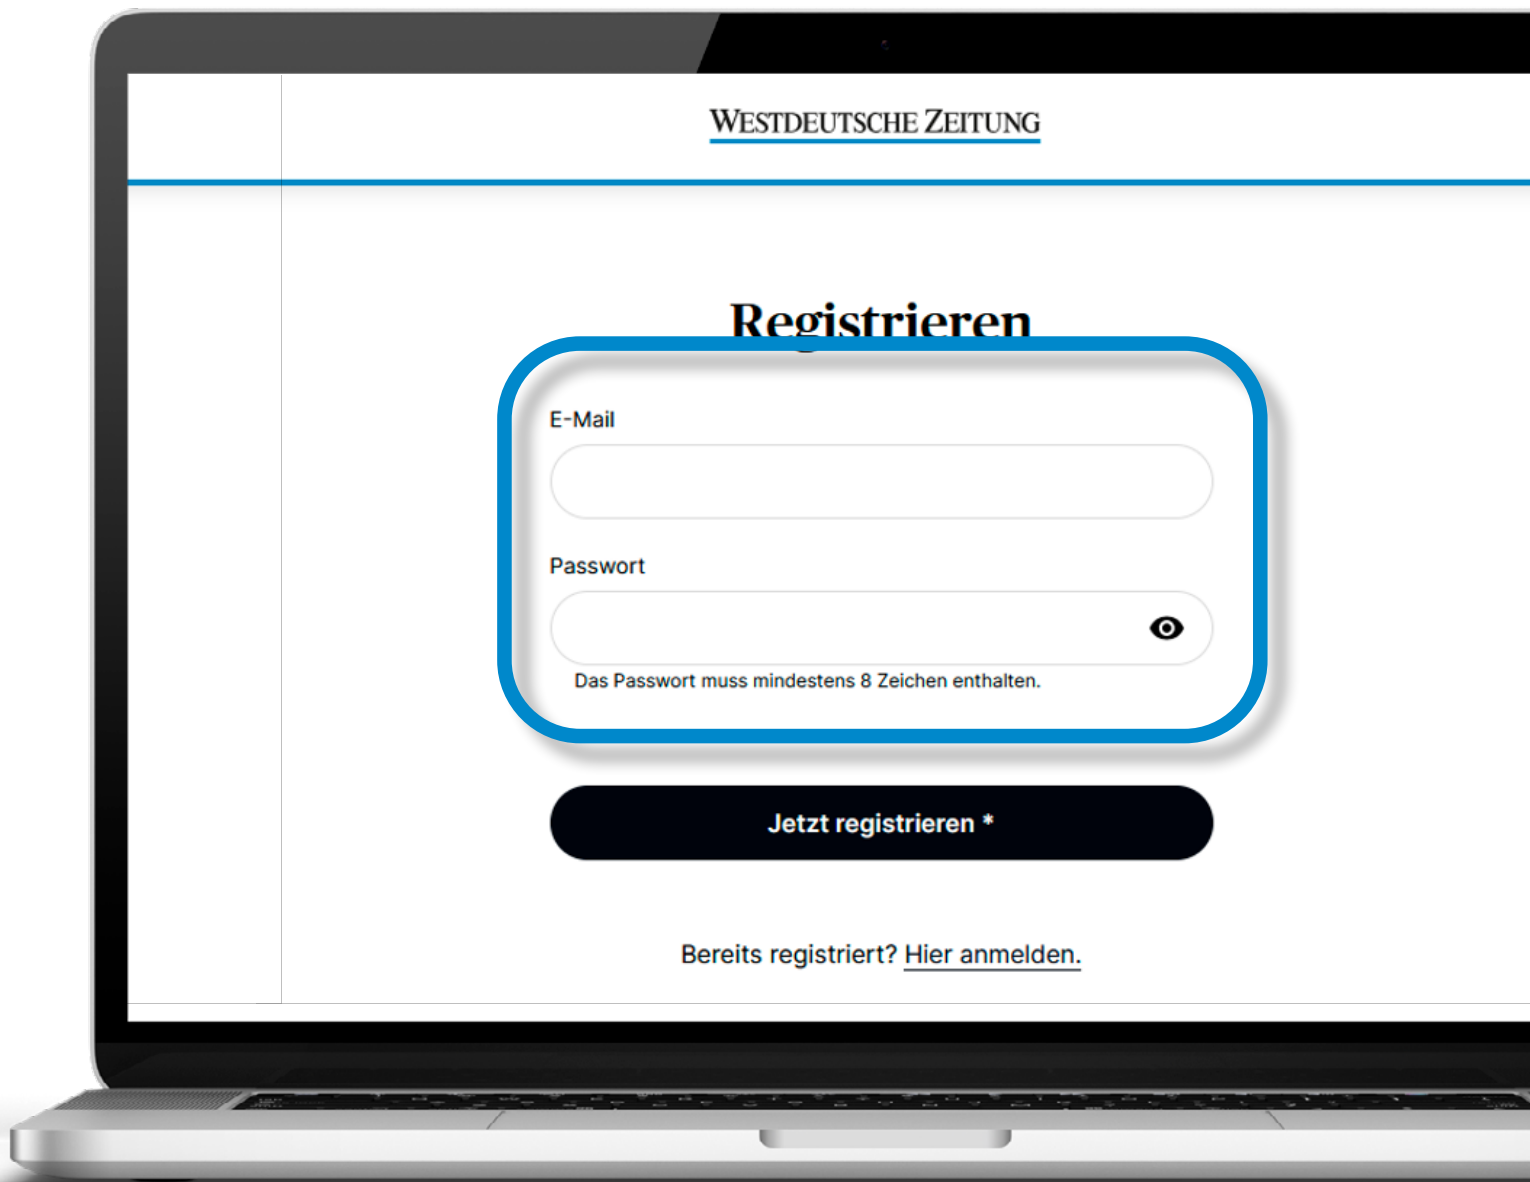 WESTDEUTSCHE ZEITUNG
Registrieren
E-Mail
Passwort
Das Passwort muss mindestens 8 Zeichen enthalten.
Jetzt registrieren *
Bereits registriert? Hier anmelden.